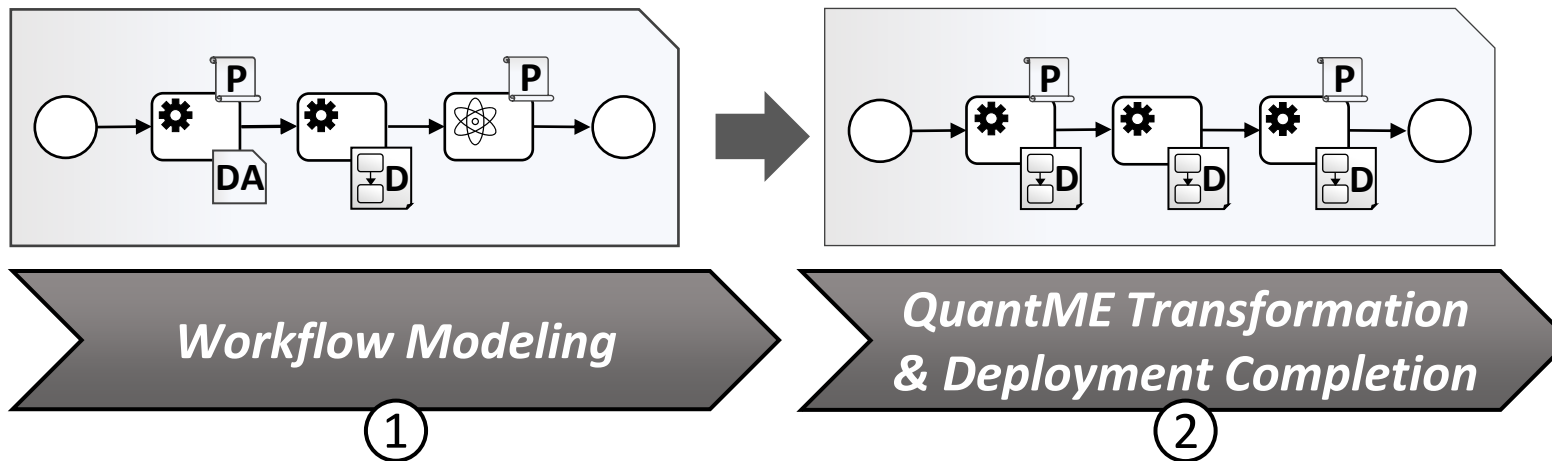 P
P
DA
D
P
P
D
D
D
Workflow Modeling
QuantME Transformation
& Deployment Completion
1
2